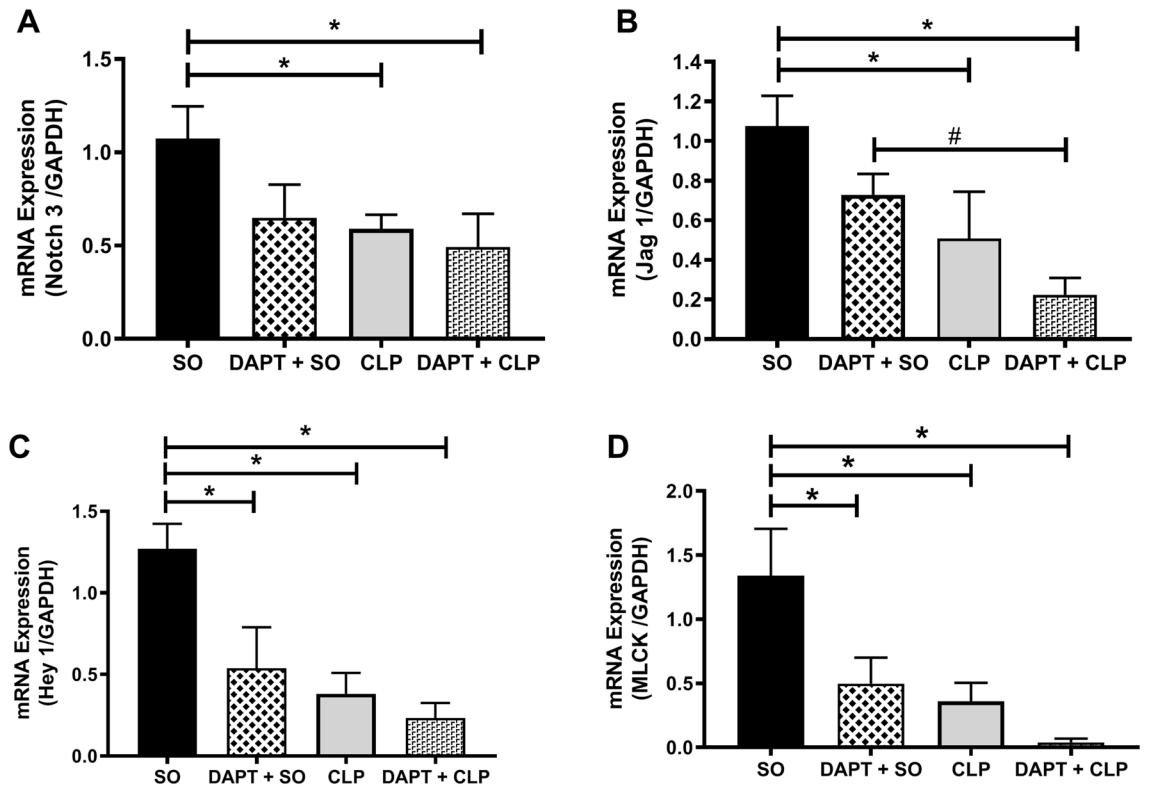 A
*
*
mRNA Expression
(Notch 3 /GAPDH)
1.5
1.0
0.5
0.0
SO DAPT + SO CLP DAPT + CLP
B
*
*
#
mRNA Expression
(Jag 1/GAPDH)
1.4
1.2
1.0
0.8
0.6
0.4
0.2
0.0
SO DAPT + SO CLP DAPT + CLP
C
*
*
*
mRNA Expression
(Hey 1/GAPDH)
1.5
1.0
0.5
0.0
SO DAPT + SO CLP DAPT + CLP
D
*
*
*
mRNA Expression
(MLCK /GAPDH)
2.0
1.5
1.0
0.5
0.0
SO DAPT + SO CLP DAPT + CLP